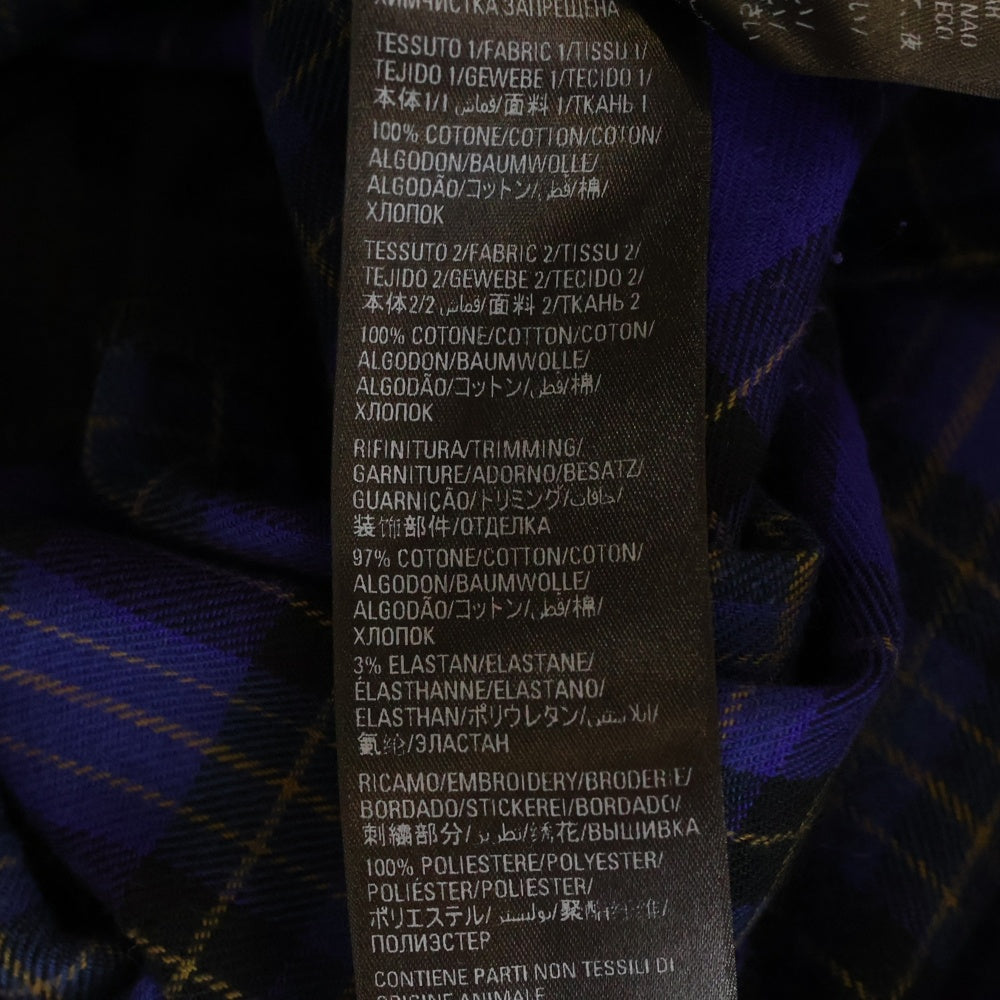 ХИМЧИСТКА ЗАПРЕЩЕНА
TESSUTO 1/FABRIC 1/TISSU 1/
TEJIDO 1/GEWEBE 1/TECIDO 1/
本体1/1 قماش/面料 1/ТКАНЬ 1
100% COTONE/COTTON/COTON/
ALGODON/BAUMWOLLE/
ALGODÃO/コットン/قطن/棉/
ХЛОПОК
TESSUTO 2/FABRIC 2/TISSU 2/
TEJIDO 2/GEWEBE 2/TECIDO 2/
本体2/2 قماش/面料 2/ТКАНЬ 2
100% COTONE/COTTON/COTON/
ALGODON/BAUMWOLLE/
ALGODÃO/コットン/قطن/棉/
ХЛОПОК
RIFINITURA/TRIMMING/
GARNITURE/ADORNO/BESATZ/
GUARNIÇÃO/トリミング/
装饰部件/ОТДЕЛКА
97% COTONE/COTTON/COTON/
ALGODON/BAUMWOLLE/
ALGODÃO/コットン/قطن/棉/
ХЛОПОК
3% ELASTAN/ELASTANE/
ÉLASTHANNE/ELASTANO/
ELASTHAN/ポリウレタン/
氨纶/ЭЛАСТАН
RICAMO/EMBROIDERY/BRODERIE/
BORDADO/STICKEREI/BORDADO/
刺繍部分/تطريز/绣花/ВЫШИВКА
100% POLIESTERE/POLYESTER/
POLIÉSTER/POLIESTER/
ポリエステル/بوليستر/
ПОЛИЭСТЕР
CONTIENE PARTI NON TESSILI DI
ORIGINE ANIMALE